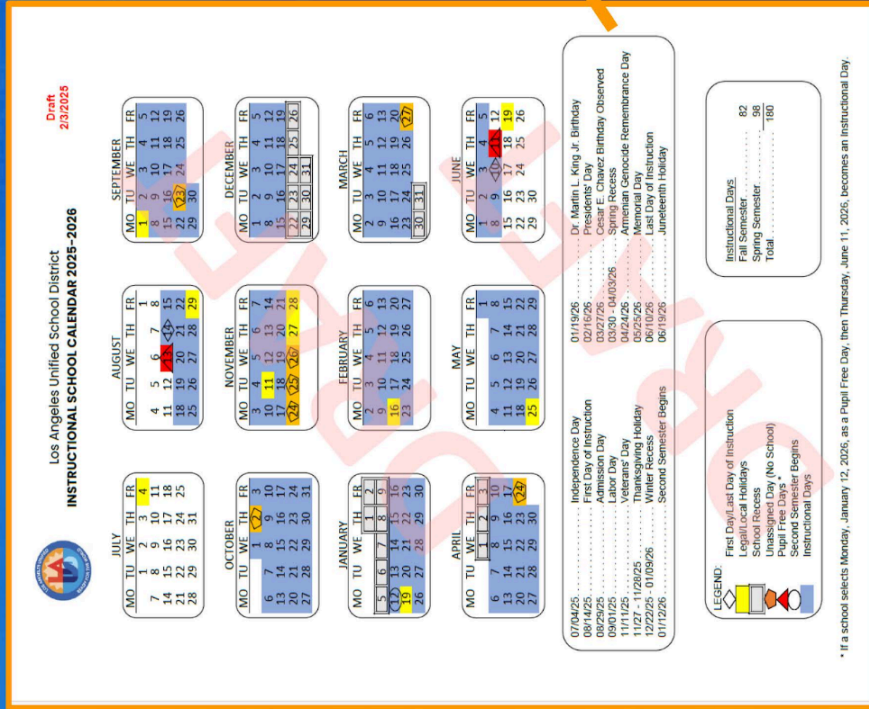 Draft
2/3/2025
Los Angeles Unified School District
INSTRUCTIONAL SCHOOL CALENDAR 2025-2026
JULY
MO TU WE TH FR
1 2 3 4
7 8 9 10 11
14 15 16 17 18
21 22 23 24 25
28 29 30 31
AUGUST
MO TU WE TH FR
1
4 5 6 7 8
11 12 13 14 15
18 19 20 21 22
25 26 27 28 29
SEPTEMBER
MO TU WE TH FR
1 2 3 4 5
8 9 10 11 12
15 16 17 18 19
22 23 24 25 26
29 30
OCTOBER
MO TU WE TH FR
1 2 3
6 7 8 9 10
13 14 15 16 17
20 21 22 23 24
27 28 29 30 31
NOVEMBER
MO TU WE TH FR
3 4 5 6 7
10 11 12 13 14
17 18 19 20 21
24 25 26 27 28
DECEMBER
MO TU WE TH FR
1 2 3 4 5
8 9 10 11 12
15 16 17 18 19
22 23 24 25 26
29 30 31
JANUARY
MO TU WE TH FR
1 2
5 6 7 8 9
12 13 14 15 16
19 20 21 22 23
26 27 28 29 30
FEBRUARY
MO TU WE TH FR
2 3 4 5 6
9 10 11 12 13
16 17 18 19 20
23 24 25 26 27
MARCH
MO TU WE TH FR
2 3 4 5 6
9 10 11 12 13
16 17 18 19 20
23 24 25 26 27
30 31
APRIL
MO TU WE TH FR
1 2 3
6 7 8 9 10
13 14 15 16 17
20 21 22 23 24
27 28 29 30
MAY
MO TU WE TH FR
1
4 5 6 7 8
11 12 13 14 15
18 19 20 21 22
25 26 27 28 29
JUNE
MO TU WE TH FR
1 2 3 4 5
8 9 10 11 12
15 16 17 18 19
22 23 24 25 26
29 30
DRAFT
07/04/25 Independence Day
08/14/25 First Day of Instruction
08/29/25 Admission Day
09/01/25 Labor Day
11/11/25 Veterans' Day
11/27 - 11/28/25 Thanksgiving Holiday
12/22/25 - 01/09/26 Winter Recess
01/12/26 Second Semester Begins
01/19/26 Dr. Martin L. King Jr. Birthday
02/16/26 Presidents' Day
03/27/26 Cesar E. Chavez Birthday Observed
03/30 - 04/03/26 Spring Recess
04/24/26 Armenian Genocide Remembrance Day
05/25/26 Memorial Day
06/10/26 Last Day of Instruction
06/19/26 Juneteenth Holiday
LEGEND:
First Day/Last Day of Instruction
Legal/Local Holidays
School Recess
Unassigned Day (No School)
Pupil Free Days *
Second Semester Begins
Instructional Days
Instructional Days
Fall Semester 82
Spring Semester 98
Total 180
* If a school selects Monday, January 12, 2026, as a Pupil Free Day, then Thursday, June 11, 2026, becomes an Instructional Day.